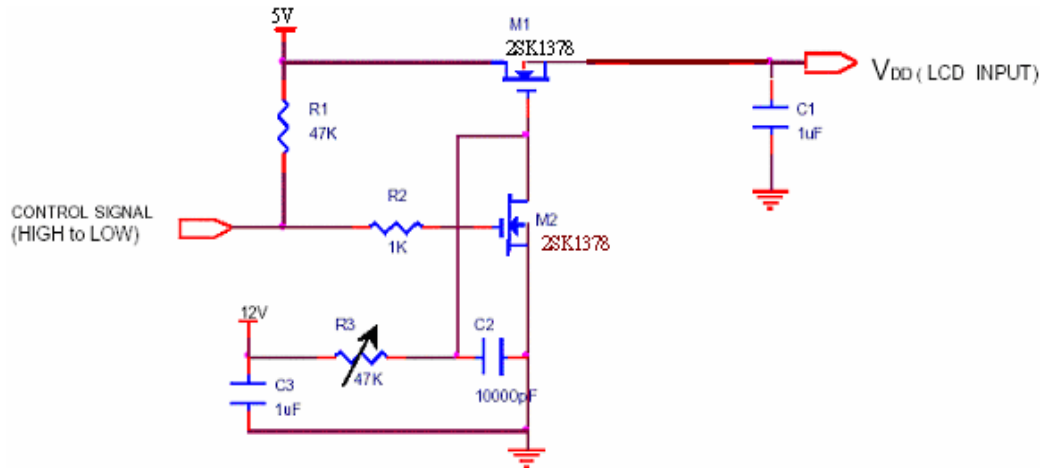 5V
M1
2SK1378
VDD ( LCD INPUT)
R1
47K
C1
1uF
R2
1K
CONTROL SIGNAL
(HIGH to LOW)
M2
2SK1378
12V
R3
47K
C2
10000pF
C3
1uF